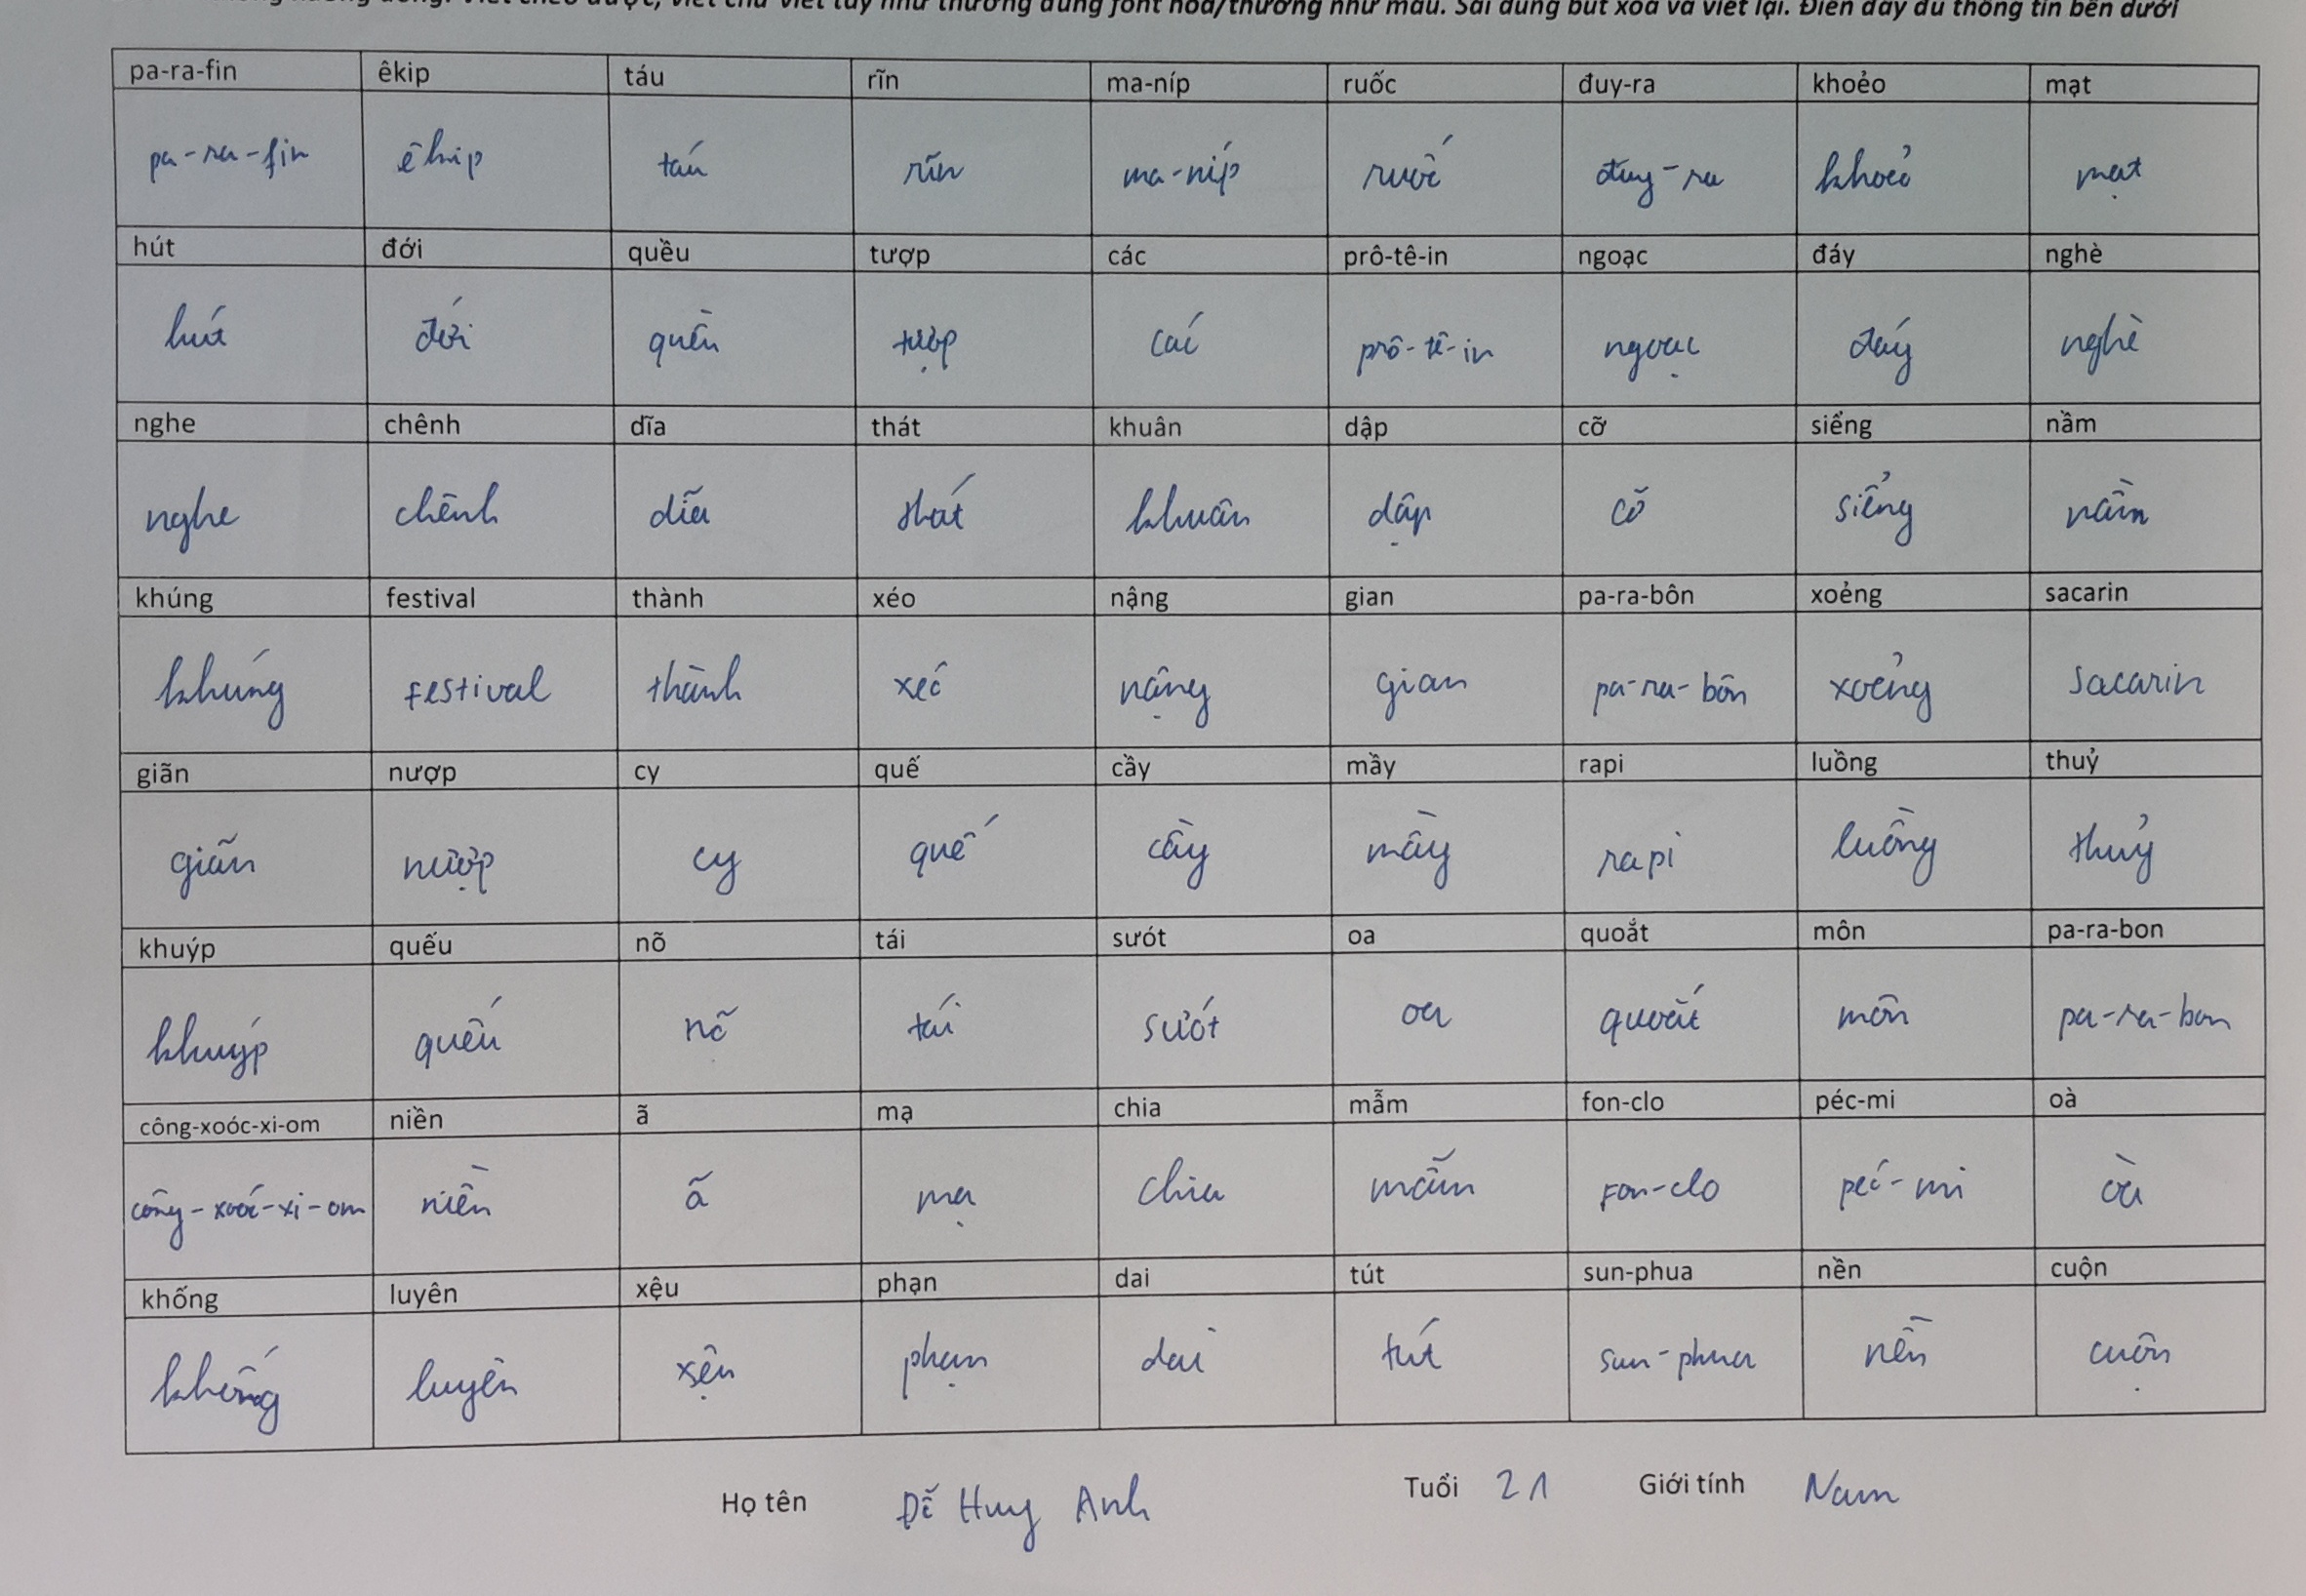 viết theo được, viết chữ viết tay như thường dùng font hoa/thường như mẫu. Sai dùng bút xoá và viết lại. Điền đầy đủ thông tin bên dưới
pa-ra-fin êkip táu rĩn ma-níp ruốc đuy-ra khoẻo mạt
pa-ra-fin êkip táu rĩn ma-níp ruốc đuy-ra khoẻo mạt
hút đới quều tượp các prô-tê-in ngoạc đáy nghè
hút đới quều tượp các prô-tê-in ngoạc đáy nghè
nghe chênh dĩa thát khuân dập cỡ siểng nầm
nghe chênh dĩa thát khuân dập cỡ siểng nầm
khúng festival thành xéo nậng gian pa-ra-bôn xoẻng sacarin
khúng festival thành xéo nậng gian pa-ra-bôn xoẻng sacarin
giãn nượp cy quế cầy mầy rapi luồng thuỷ
giãn nượp cy quế cầy mầy rapi luồng thuỷ
khuýp quếu nõ tái sướt oa quoắt môn pa-ra-bon
khuýp quếu nõ tái sướt oa quoắt môn pa-ra-bon
công-xoóc-xi-om niền ã mạ chia mẫm fon-clo péc-mi oà
công-xoóc-xi-om niền ã mạ chia mẫm fon-clo péc-mi oà
khống luyên xệu phạn dai tút sun-phua nền cuộn
khống luyên xệu phạn dai tút sun-phua nền cuộn
Họ tên Đỗ Huy Anh Tuổi 21 Giới tính Nam